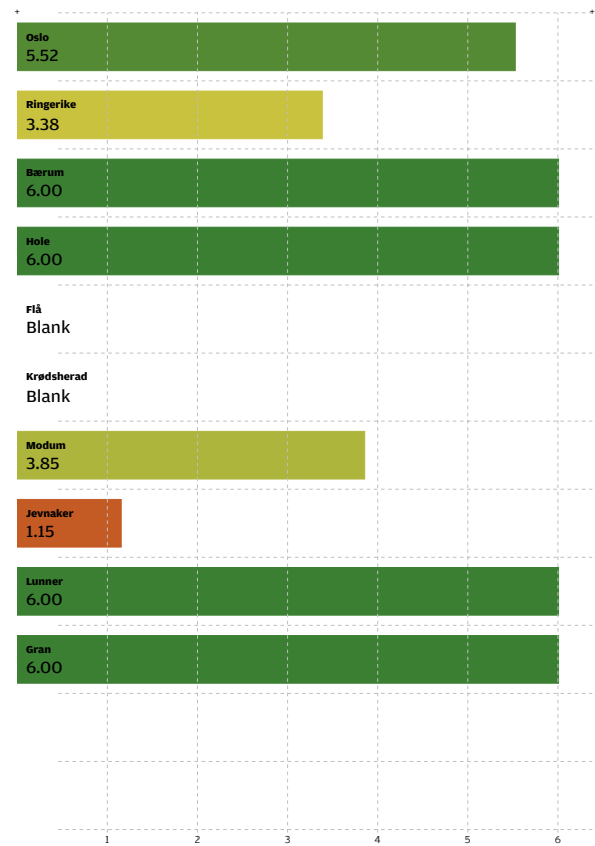 + +
Oslo
5.52
Ringerike
3.38
Bærum
6.00
Hole
6.00
Flå
Blank
Krødsherad
Blank
Modum
3.85
Jevnaker
1.15
Lunner
6.00
Gran
6.00
1 2 3 4 5 6